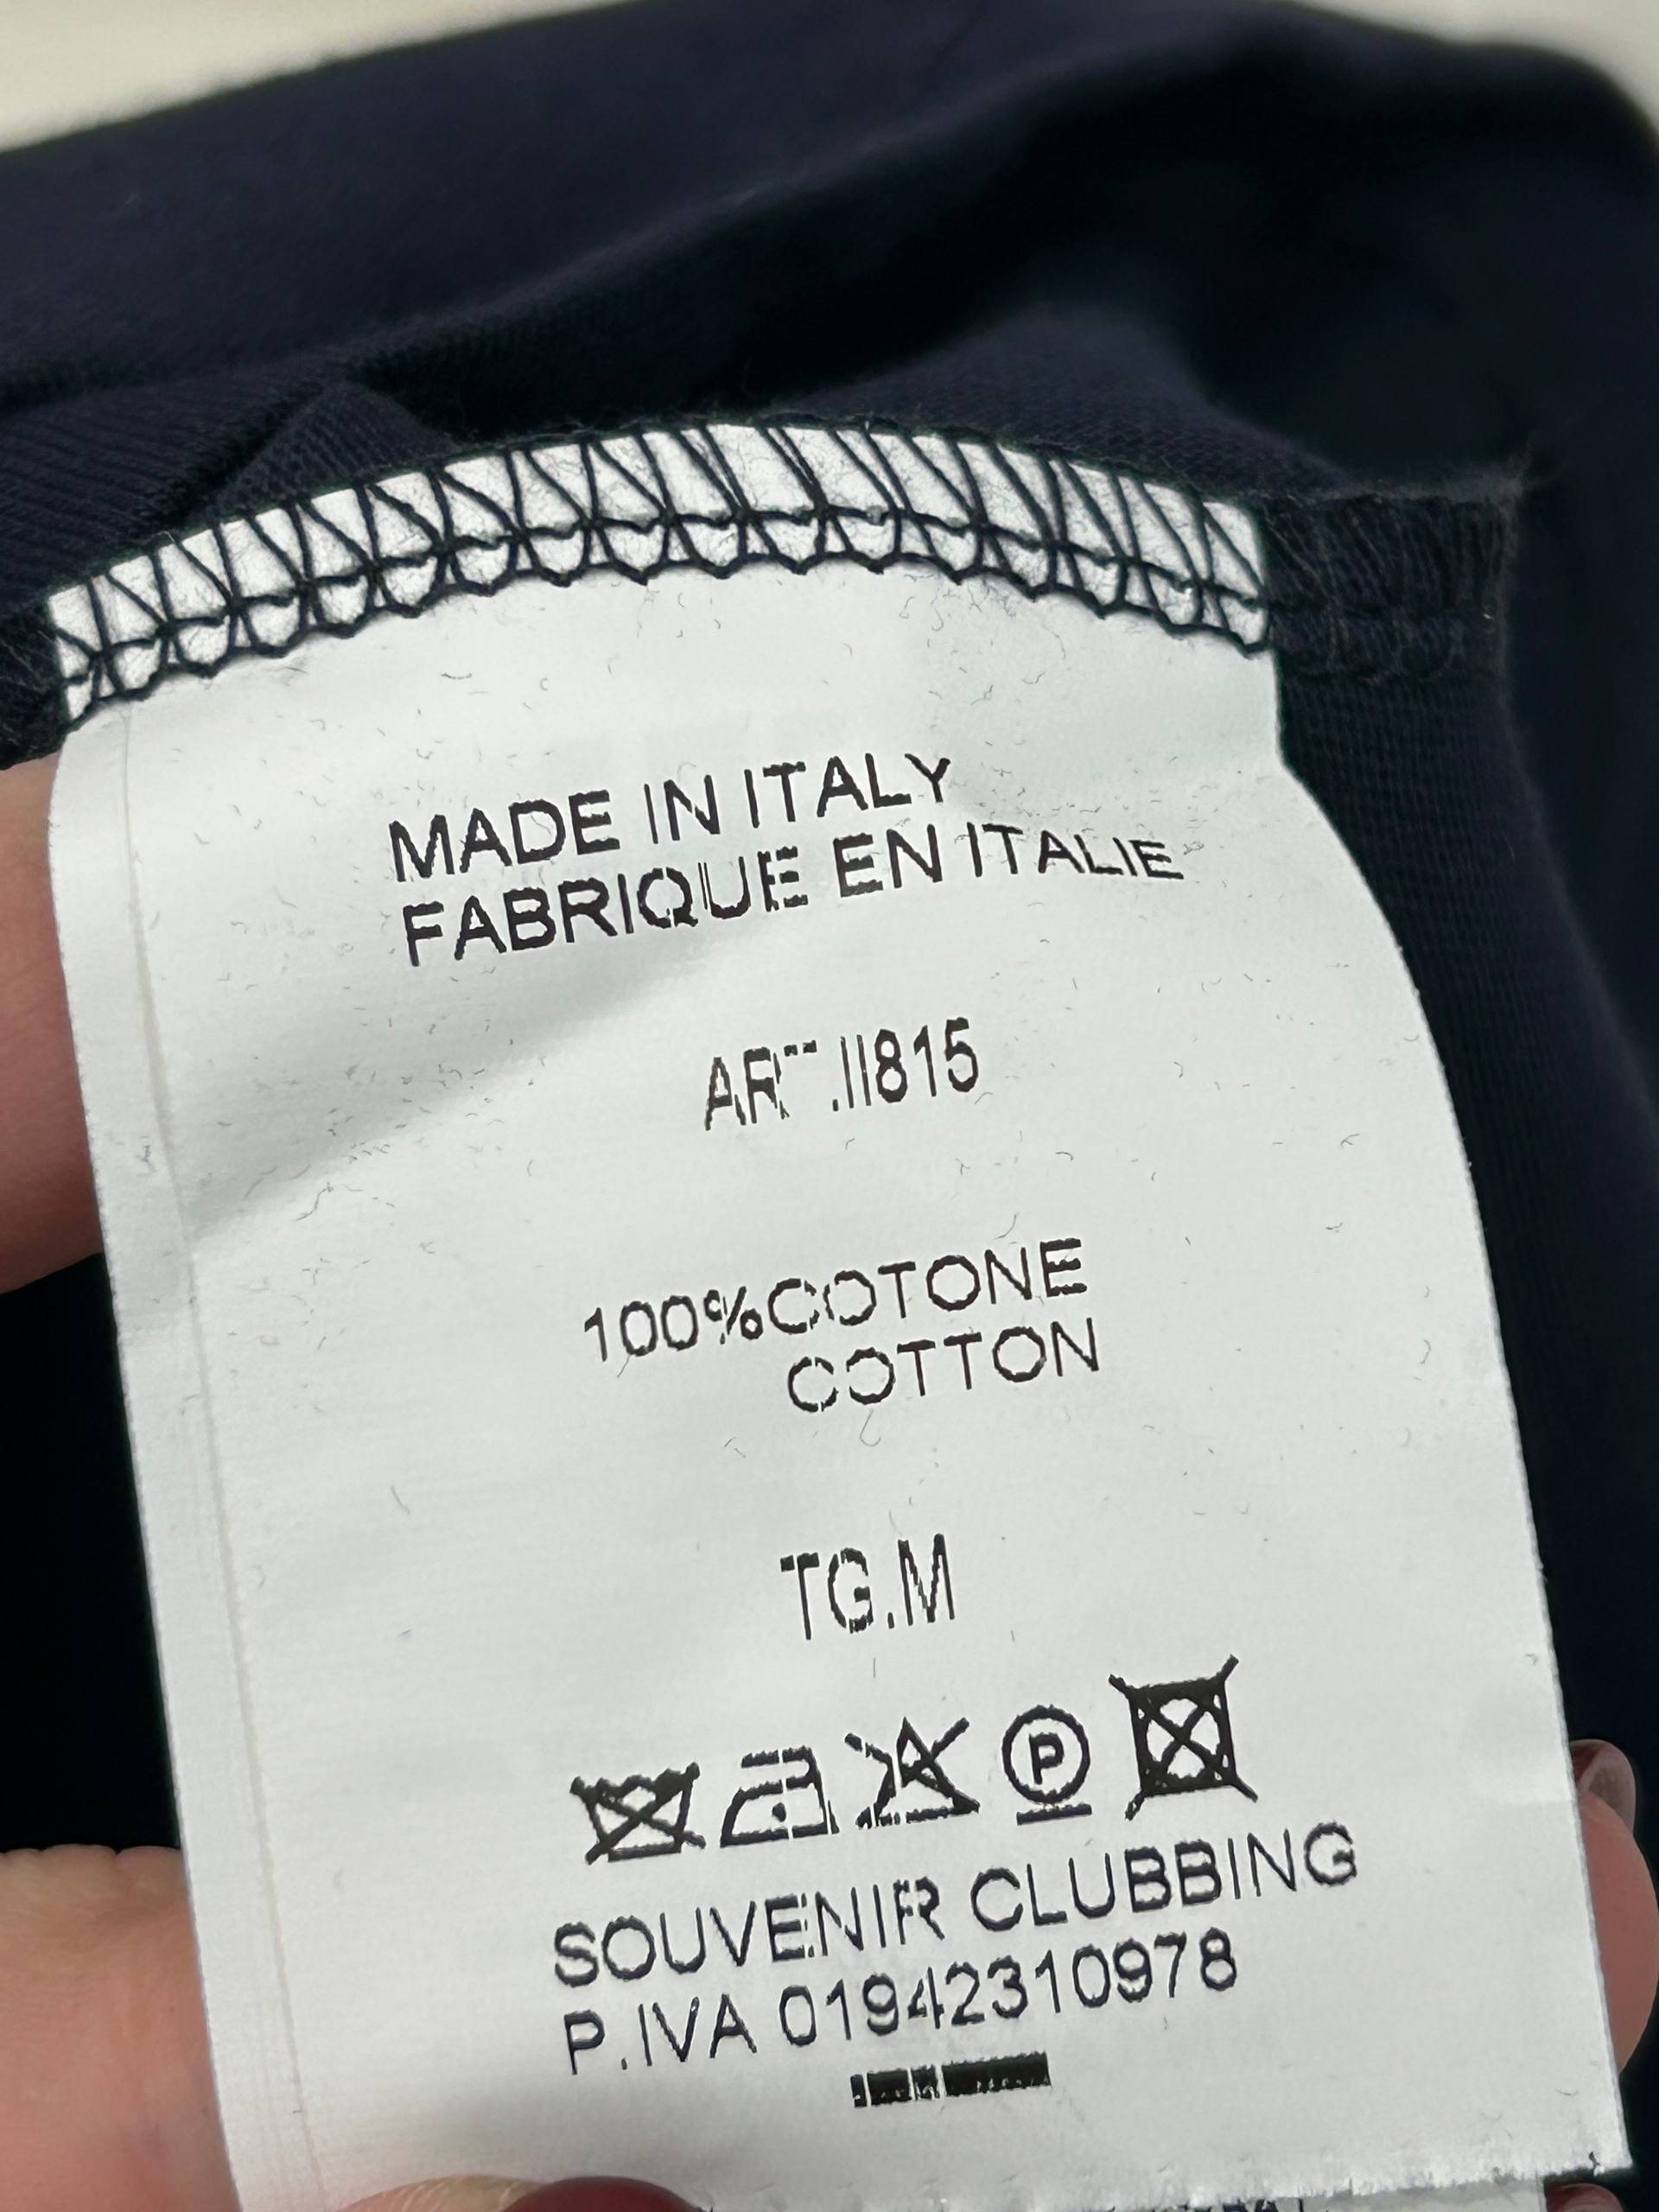 MADE IN ITALY
FABRIQUE EN ITALIE
ART.II815
100%COTONE
COTTON
TG.M
P
SOUVENIR CLUBBING
P.IVA 01942310978